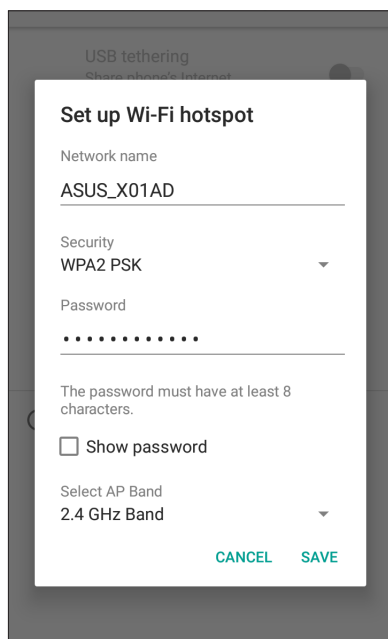 USB tethering
Share phone's Internet
Set up Wi-Fi hotspot
Network name
ASUS_X01AD
Security
WPA2 PSK
Password
••••••••••••
The password must have at least 8
characters.
Show password
Select AP Band
2.4 GHz Band
CANCEL SAVE